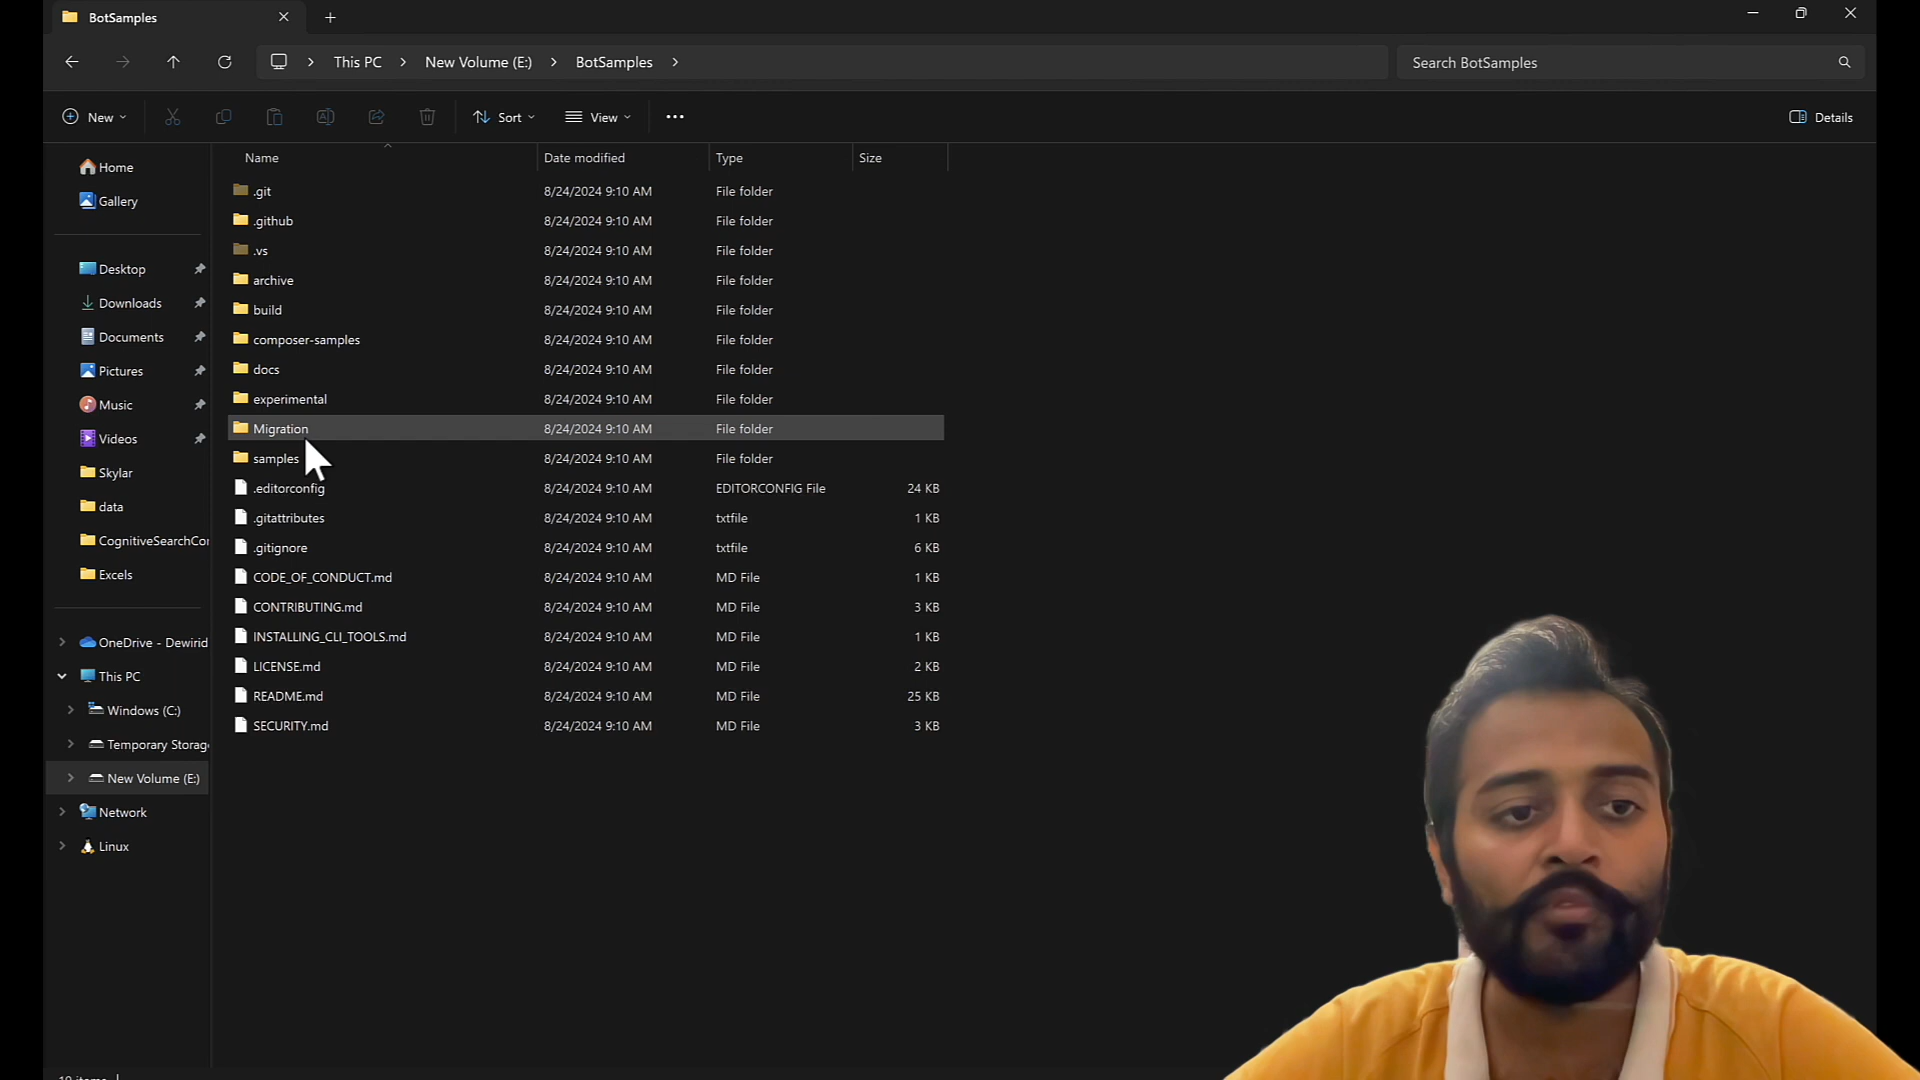 BotSamples
This PC > New Volume (E:) > BotSamples >
Search BotSamples
New
Sort
View
Details
Home
Gallery
Desktop
Downloads
Documents
Pictures
Music
Videos
Skylar
data
CognitiveSearchCo
Excels
OneDrive - Dewirid
This PC
Windows (C:)
Temporary Storag
New Volume (E:)
Network
Linux
Name Date modified Type Size
.git 8/24/2024 9:10 AM File folder
.github 8/24/2024 9:10 AM File folder
.vs 8/24/2024 9:10 AM File folder
archive 8/24/2024 9:10 AM File folder
build 8/24/2024 9:10 AM File folder
composer-samples 8/24/2024 9:10 AM File folder
docs 8/24/2024 9:10 AM File folder
experimental 8/24/2024 9:10 AM File folder
Migration 8/24/2024 9:10 AM File folder
samples 8/24/2024 9:10 AM File folder
.editorconfig 8/24/2024 9:10 AM EDITORCONFIG File 24 KB
.gitattributes 8/24/2024 9:10 AM txtfile 1 KB
.gitignore 8/24/2024 9:10 AM txtfile 6 KB
CODE_OF_CONDUCT.md 8/24/2024 9:10 AM MD File 1 KB
CONTRIBUTING.md 8/24/2024 9:10 AM MD File 3 KB
INSTALLING_CLI_TOOLS.md 8/24/2024 9:10 AM MD File 1 KB
LICENSE.md 8/24/2024 9:10 AM MD File 2 KB
README.md 8/24/2024 9:10 AM MD File 25 KB
SECURITY.md 8/24/2024 9:10 AM MD File 3 KB